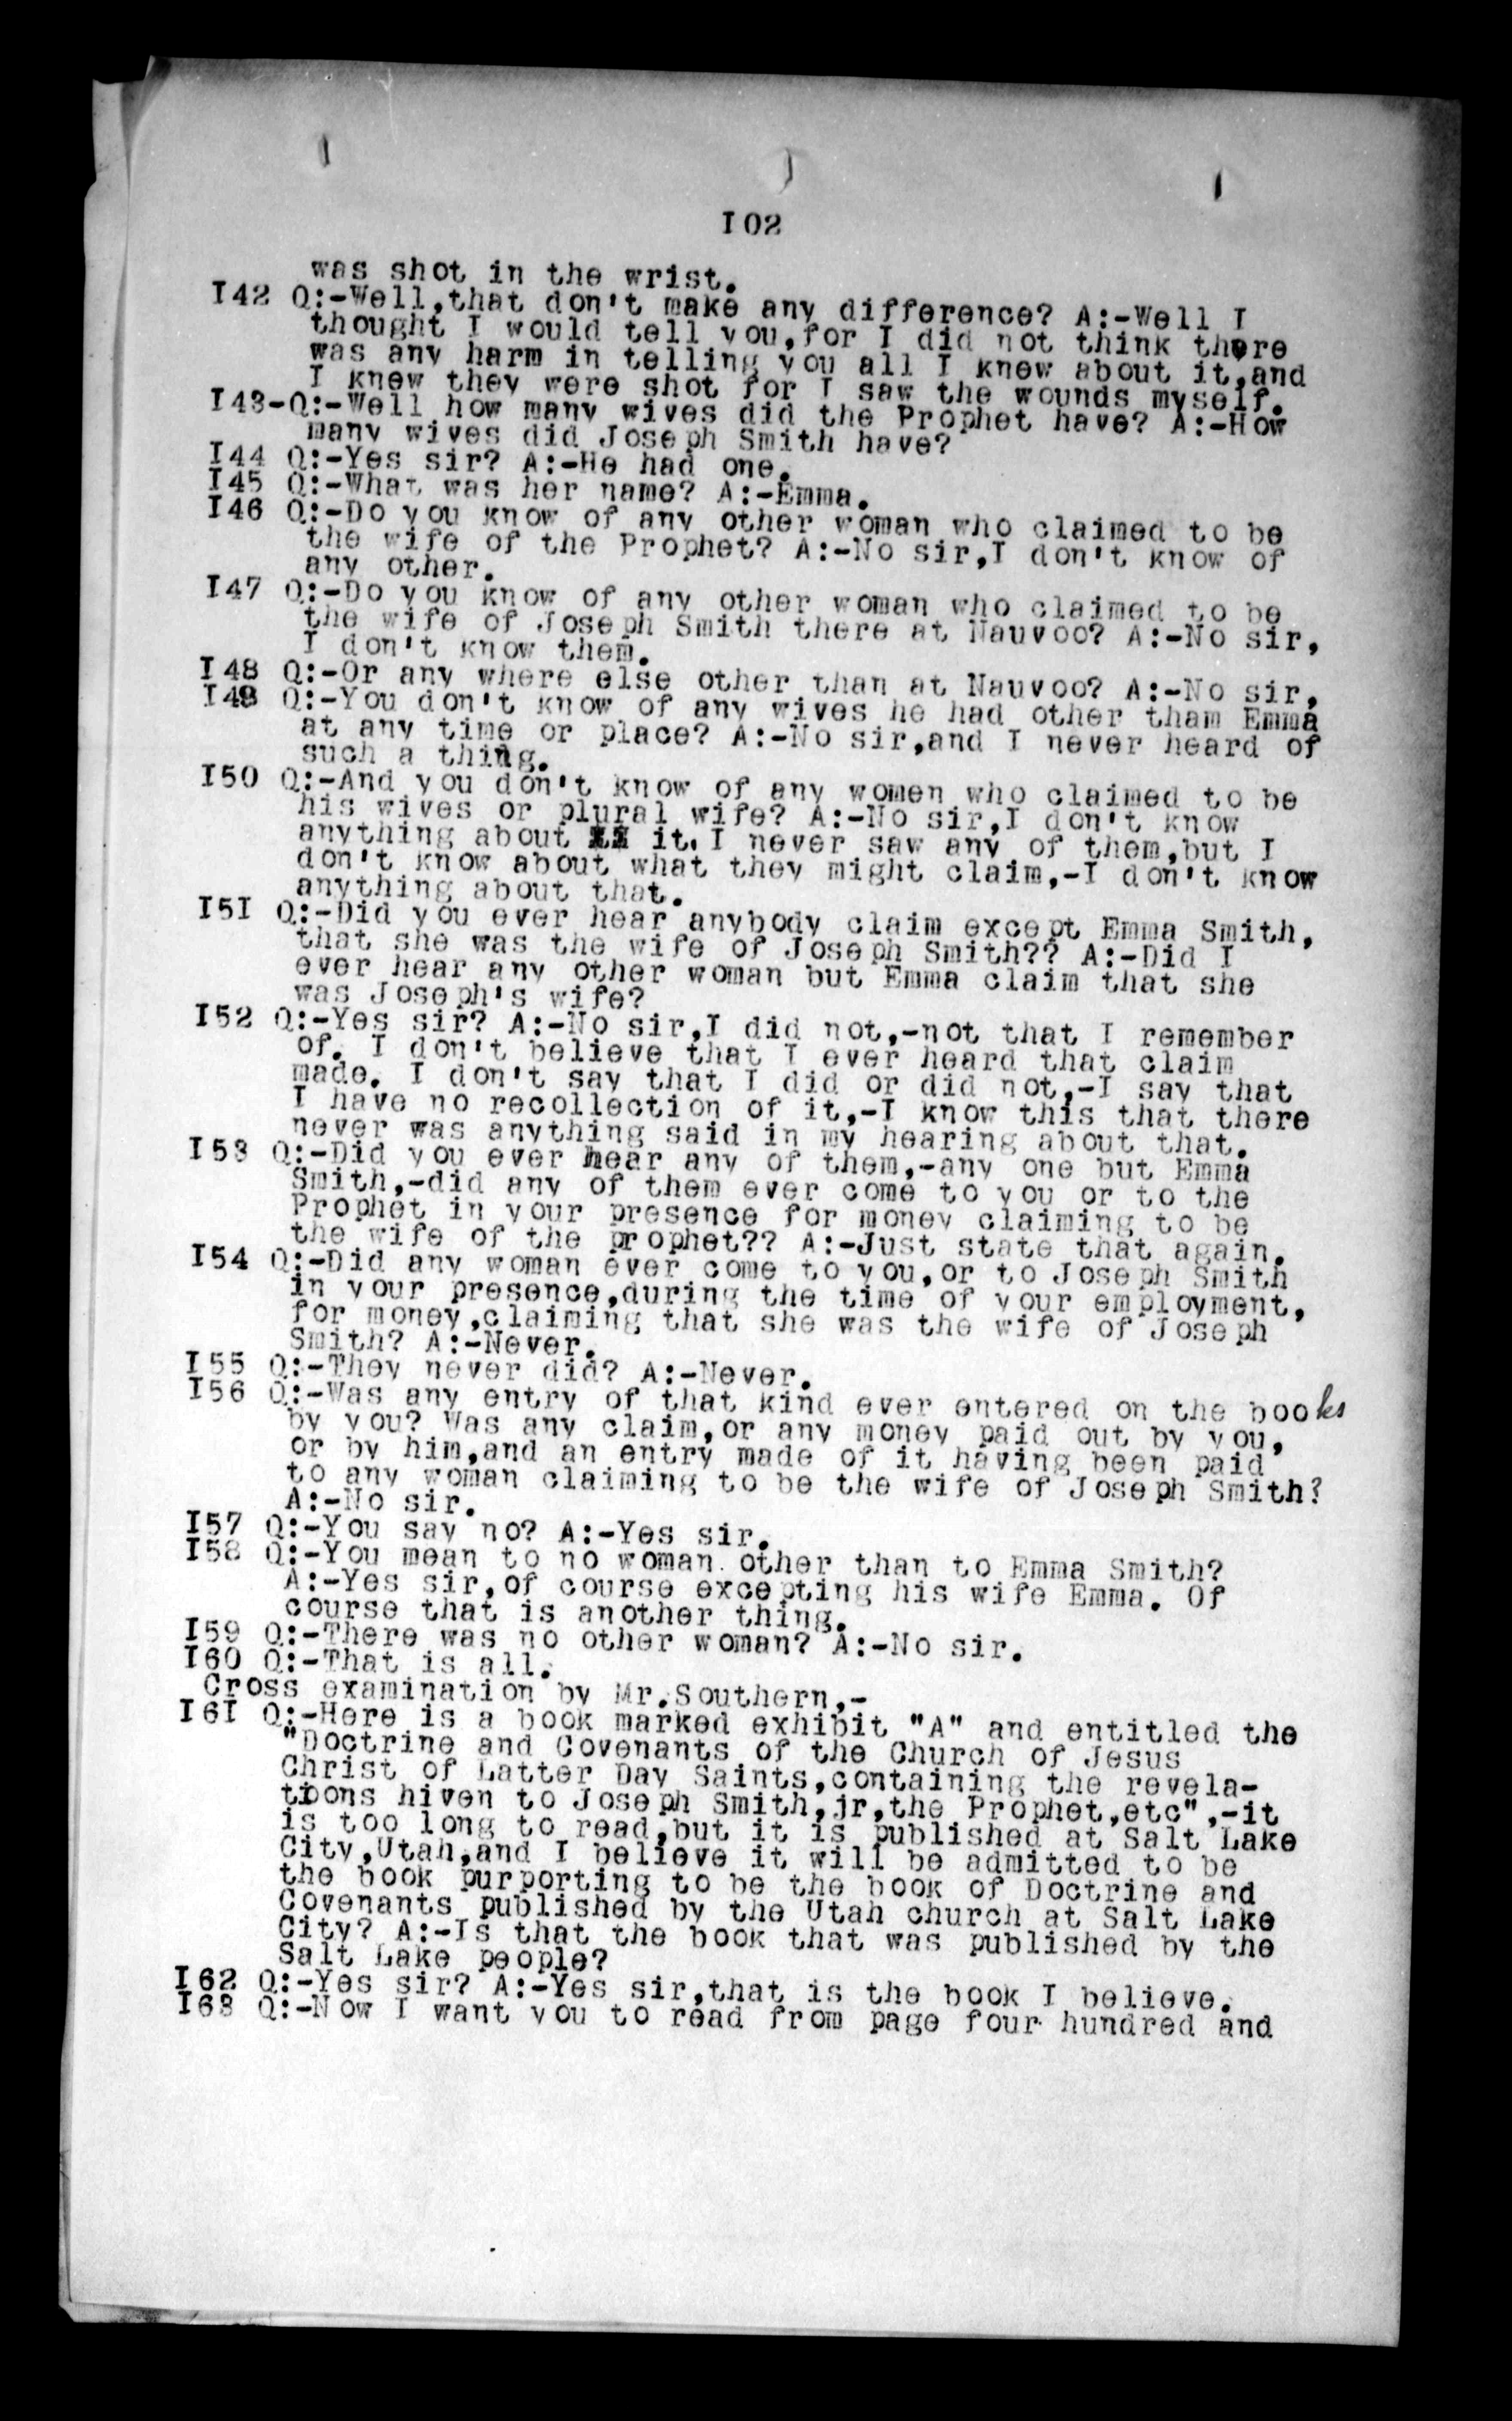 I02
was shot in the wrist.
I42 Q:-Well,that don't make any difference? A:-Well I
thought I would tell you,for I did not think there
was any harm in telling you all I knew about it,and
I knew they were shot for I saw the wounds myself.
I43-Q:-Well how many wives did the Prophet have? A:-How
many wives did Joseph Smith have?
I44 Q:-Yes sir? A:-He had one.
I45 Q:-What was her name? A:-Emma.
I46 Q:-Do you know of any other woman who claimed to be
the wife of the Prophet? A:-No sir,I don't know of
any other.
I47 Q:-Do you know of any other woman who claimed to be
the wife of Joseph Smith there at Nauvoo? A:-No sir,
I don't know them.
I48 Q:-Or any where else other than at Nauvoo? A:-No sir,
I49 Q:-You don't know of any wives he had other tham Emma
at any time or place? A:-No sir,and I never heard of
such a thing.
I50 Q:-And you don't know of any women who claimed to be
his wives or plural wife? A:-No sir,I don't know
anything about it. I never saw any of them,but I
don't know about what they might claim,-I don't know
anything about that.
I5I Q:-Did you ever hear anybody claim except Emma Smith,
that she was the wife of Joseph Smith?? A:-Did I
ever hear any other woman but Emma claim that she
was Joseph's wife?
I52 Q:-Yes sir? A:-No sir,I did not,-not that I remember
of. I don't believe that I ever heard that claim
made. I don't say that I did or did not,-I say that
I have no recollection of it,-I know this that there
never was anything said in my hearing about that.
I53 Q:-Did you ever hear any of them,-any one but Emma
Smith,-did any of them ever come to you or to the
Prophet in your presence for money claiming to be
the wife of the prophet?? A:-Just state that again.
I54 Q:-Did any woman ever come to you,or to Joseph Smith
in your presence,during the time of your employment,
for money,claiming that she was the wife of Joseph
Smith? A:-Never.
I55 Q:-They never did? A:-Never.
I56 Q:-Was any entry of that kind ever entered on the books
by you? Was any claim,or any money paid out by you,
or by him,and an entry made of it having been paid
to any woman claiming to be the wife of Joseph Smith?
A:-No sir.
I57 Q:-You say no? A:-Yes sir.
I58 Q:-You mean to no woman other than to Emma Smith?
A:-Yes sir,of course excepting his wife Emma. Of
course that is another thing.
I59 Q:-There was no other woman? A:-No sir.
I60 Q:-That is all.
Cross examination by Mr.Southern,-
I6I Q:-Here is a book marked exhibit "A" and entitled the
"Doctrine and Covenants of the Church of Jesus
Christ of Latter Day Saints,containing the revela-
tions hiven to Joseph Smith,jr,the Prophet,etc",-it
is too long to read,but it is published at Salt Lake
City,Utah,and I believe it will be admitted to be
the book purporting to be the book of Doctrine and
Covenants published by the Utah church at Salt Lake
City? A:-Is that the book that was published by the
Salt Lake people?
I62 Q:-Yes sir? A:-Yes sir,that is the book I believe.
I63 Q:-Now I want you to read from page four hundred and